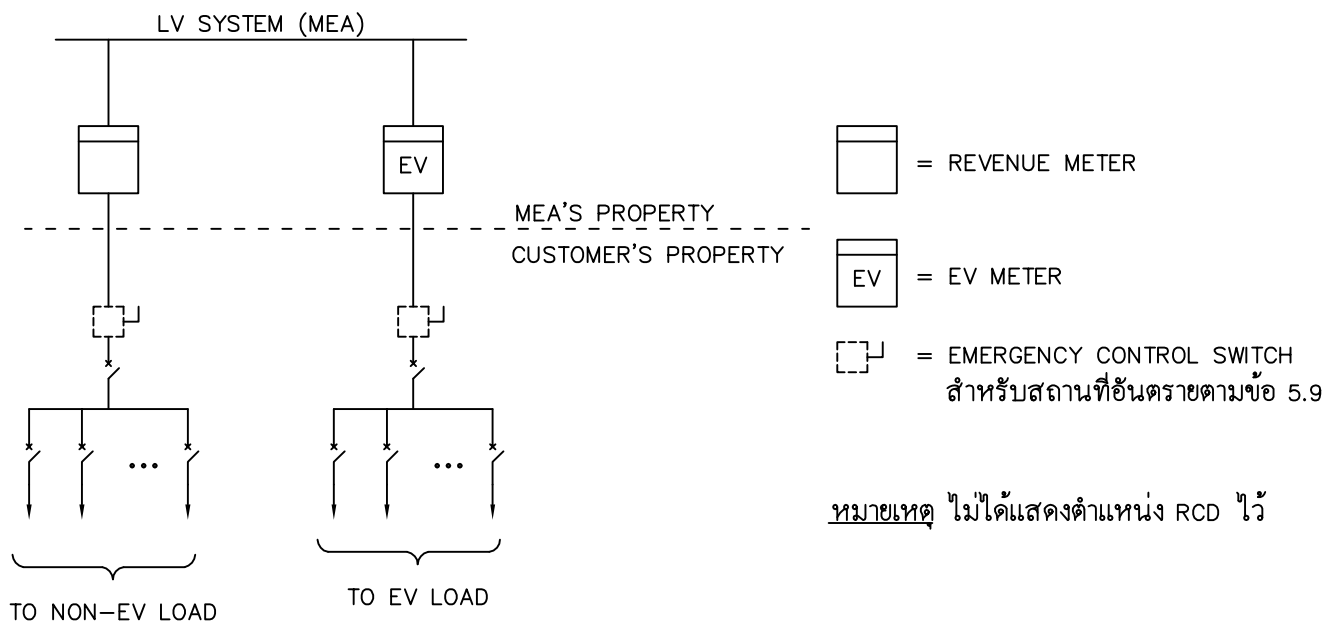 LV SYSTEM (MEA)
EV
= REVENUE METER
MEA'S PROPERTY
CUSTOMER'S PROPERTY
EV
= EV METER
= EMERGENCY CONTROL SWITCH
สำหรับสถานที่อันตรายตามข้อ 5.9
หมายเหตุ ไม่ได้แสดงตำแหน่ง RCD ไว้
TO NON-EV LOAD
TO EV LOAD